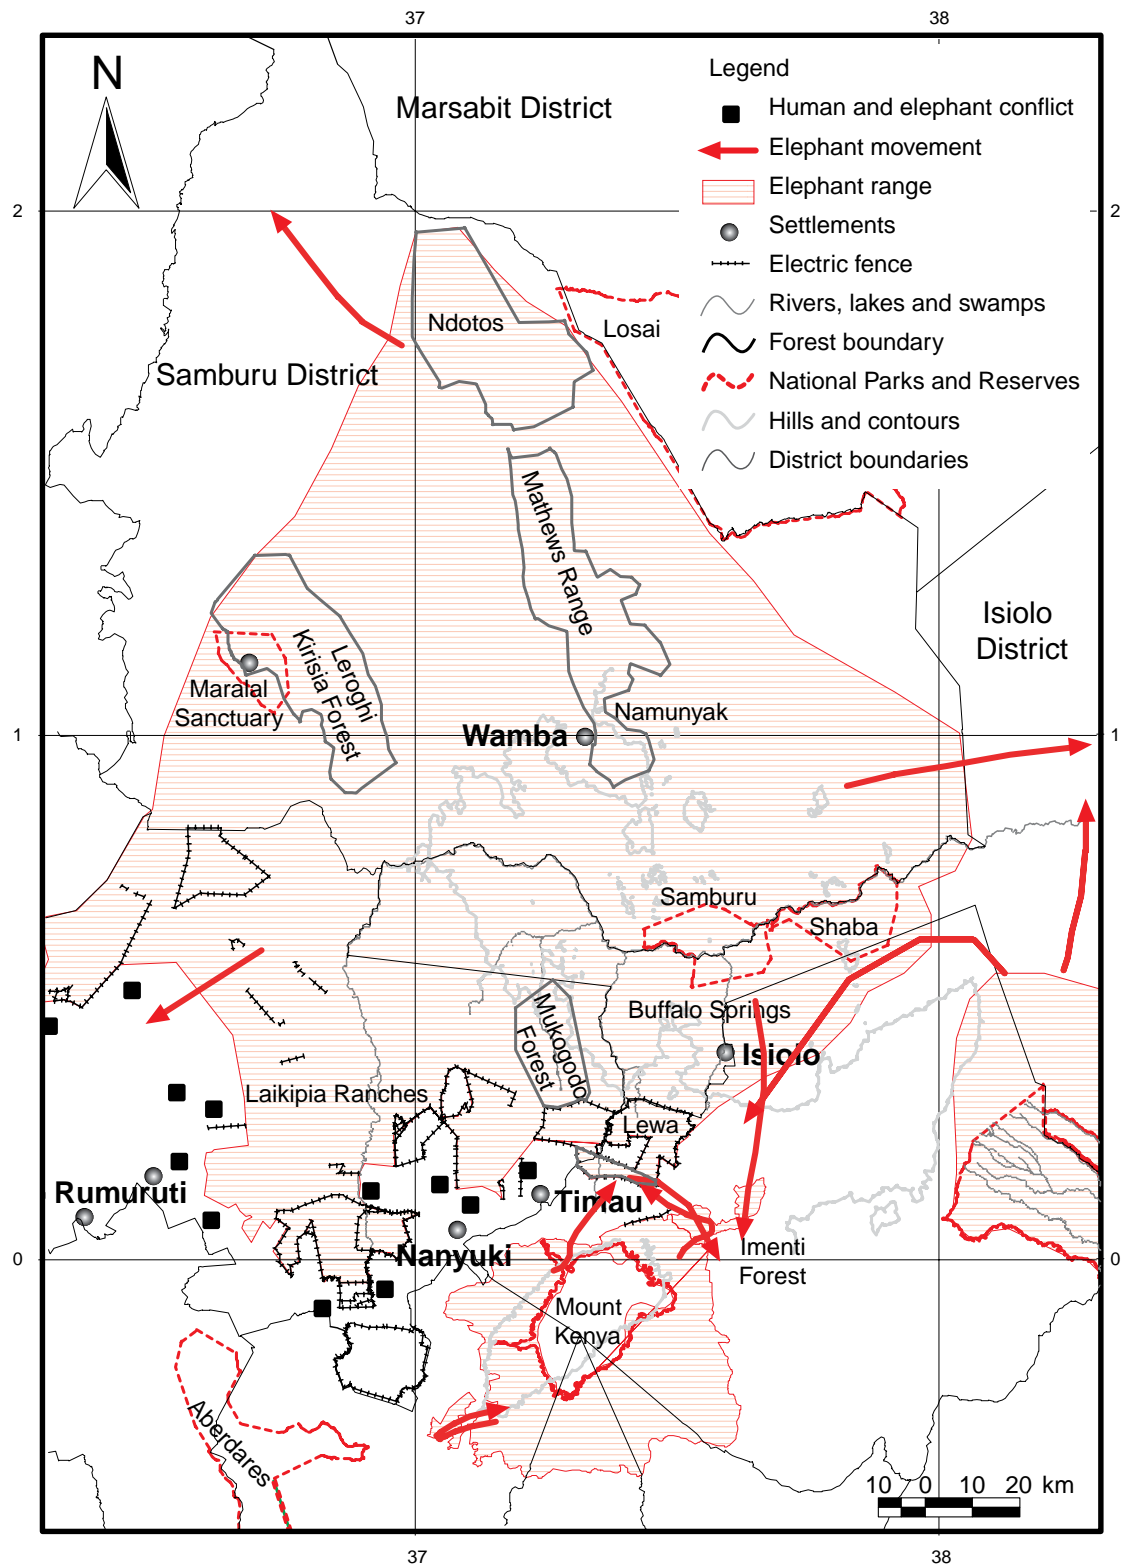 37
38
N
Marsabit District
Legend
Human and elephant conflict
Elephant movement
Elephant range
Settlements
Electric fence
Rivers, lakes and swamps
Forest boundary
National Parks and Reserves
Hills and contours
District boundaries
2
2
Ndotos
Losai
Samburu District
Mathews Range
Isiolo
District
Leroghi
Kirisia Forest
Maralal
Sanctuary
Namunyak
Wamba
1
1
Samburu
Shaba
Mukogodo
Forest
Buffalo Springs
Isiolo
Laikipia Ranches
Lewa
Rumuruti
Timau
Nanyuki
Imenti
Forest
0
0
Mount
Kenya
Aberdares
10 0 10 20 km
37
38